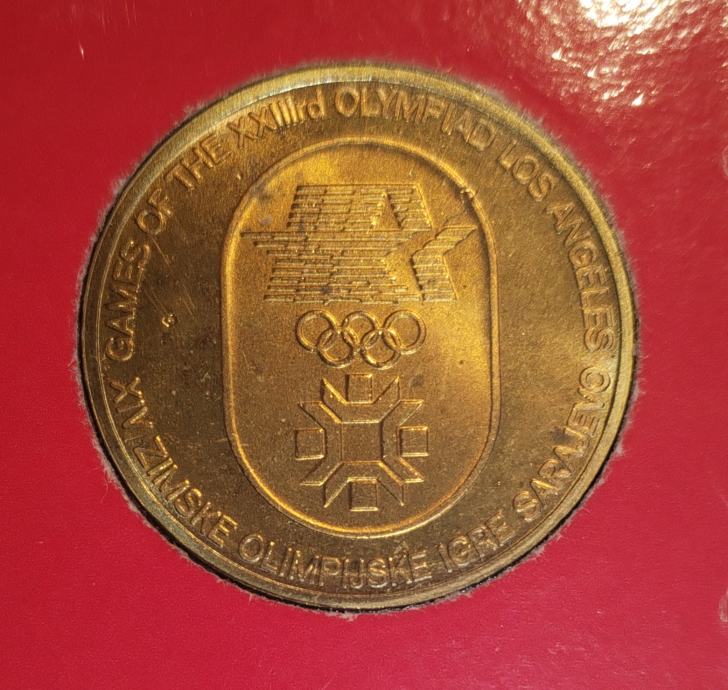 GAMES OF THE XXIIIrd OLYMPIAD LOS ANGELES
XIV ZIMSKE OLIMPIJSKE IGRE SARAJEVO